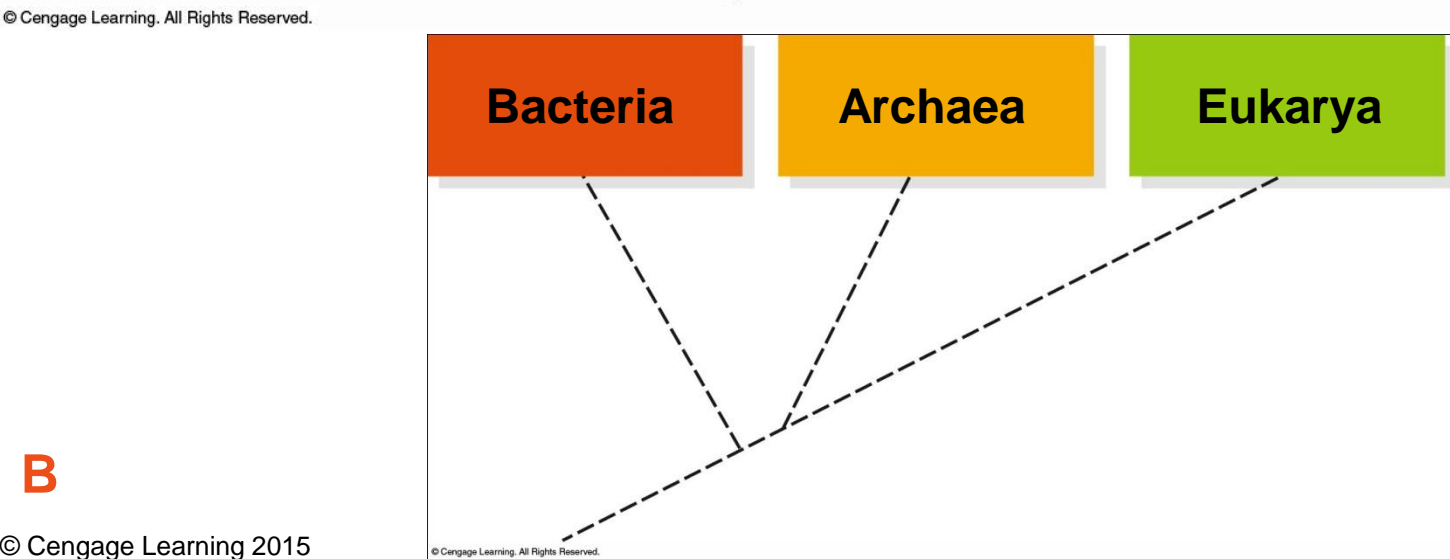 © Cengage Learning. All Rights Reserved.
Bacteria Archaea Eukarya
B
© Cengage Learning 2015
© Cengage Learning. All Rights Reserved.